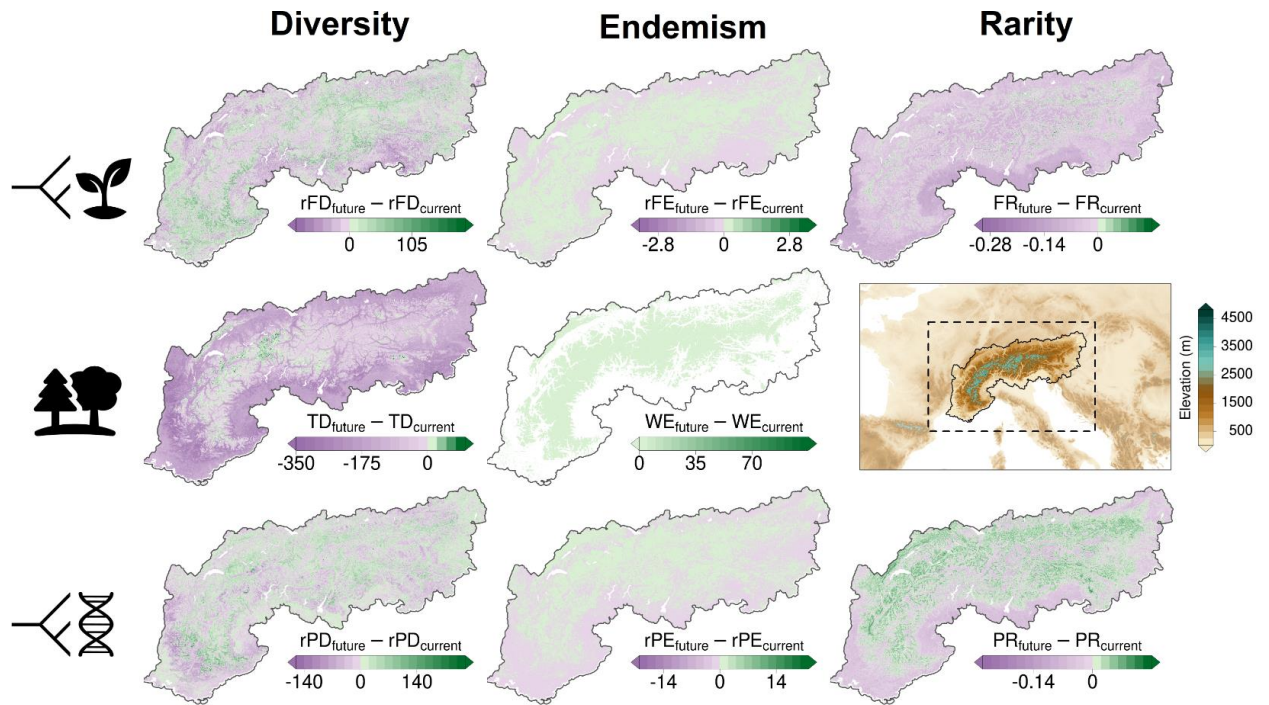 Diversity Endemism Rarity
rFDfuture – rFDcurrent
0 105
rFEfuture – rFEcurrent
-2.8 0 2.8
FRfuture – FRcurrent
-0.28 -0.14 0
TDfuture – TDcurrent
-350 -175 0
WEfuture – WEcurrent
0 35 70
Elevation (m)
4500
3500
2500
1500
500
rPDfuture – rPDcurrent
-140 0 140
rPEfuture – rPEcurrent
-14 0 14
PRfuture – PRcurrent
-0.14 0